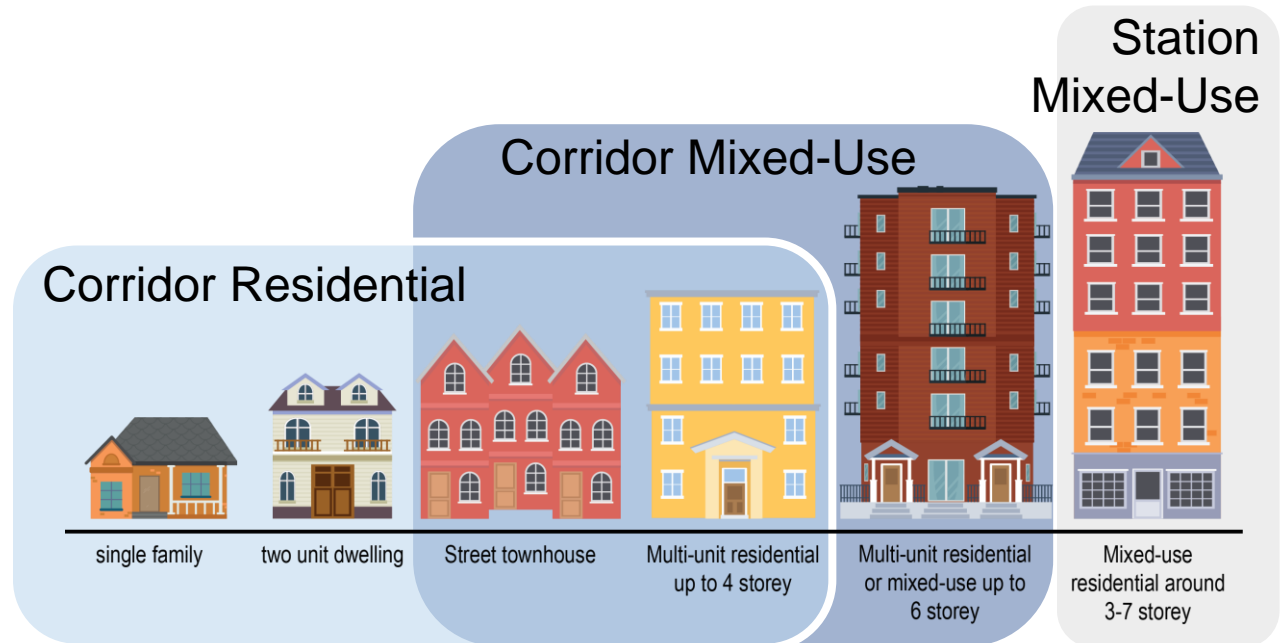 Station
Mixed-Use
Corridor Mixed-Use
Corridor Residential
single family
two unit dwelling
Street townhouse
Multi-unit residential
up to 4 storey
Multi-unit residential
or mixed-use up to
6 storey
Mixed-use
residential around
3-7 storey